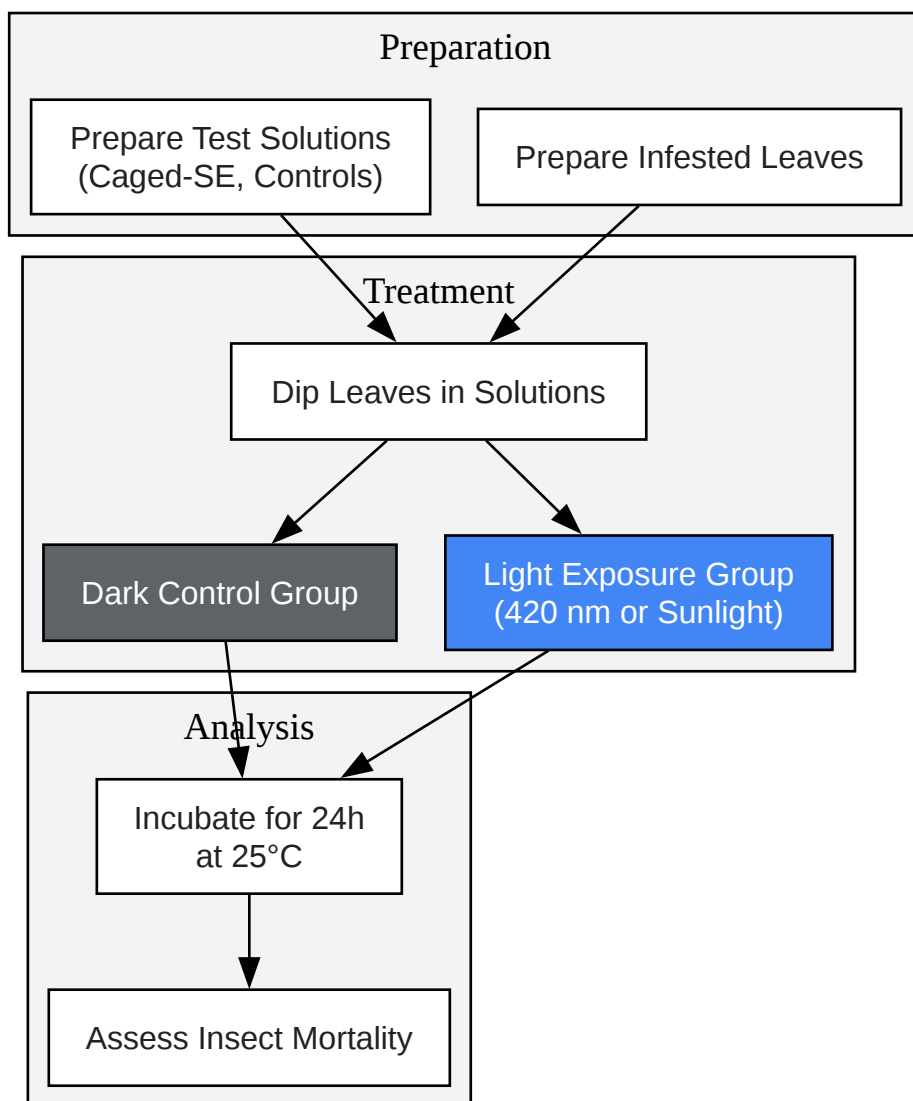 Preparation
Prepare Test Solutions
(Caged-SE, Controls)
Prepare Infested Leaves
Treatment
Dip Leaves in Solutions
Dark Control Group
Light Exposure Group
(420 nm or Sunlight)
Analysis
Incubate for 24h
at 25°C
Assess Insect Mortality